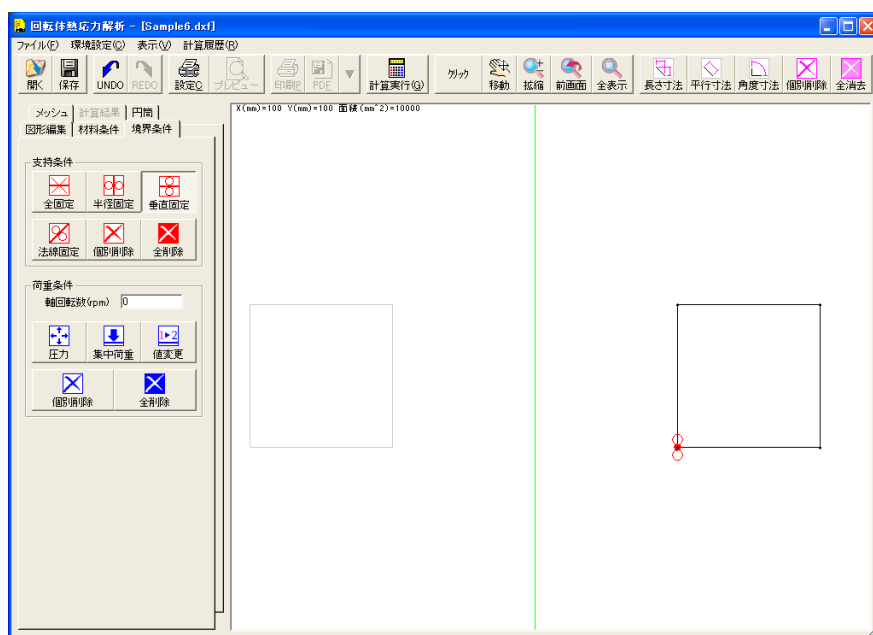 回転体熱応力解析 - [Sample6.dxf]
ファイル(F) 環境設定(C) 表示(V) 計算履歴(R)
開く 保存 UNDO REDO 設定C プレビュー 印刷P PDF 計算実行(G) クリック 移動 拡縮 前画面 全表示 長さ寸法 平行寸法 角度寸法 個別削除 全消去
メッシュ 計算結果 円筒
図形編集 材料条件 境界条件
X(mm)=100 Y(mm)=100 面積(mm^2)=10000
支持条件
全固定 半径固定 垂直固定
法線固定 個別削除 全削除
荷重条件
軸回転数(rpm) 0
1▶2
圧力 集中荷重 値変更
個別削除 全削除